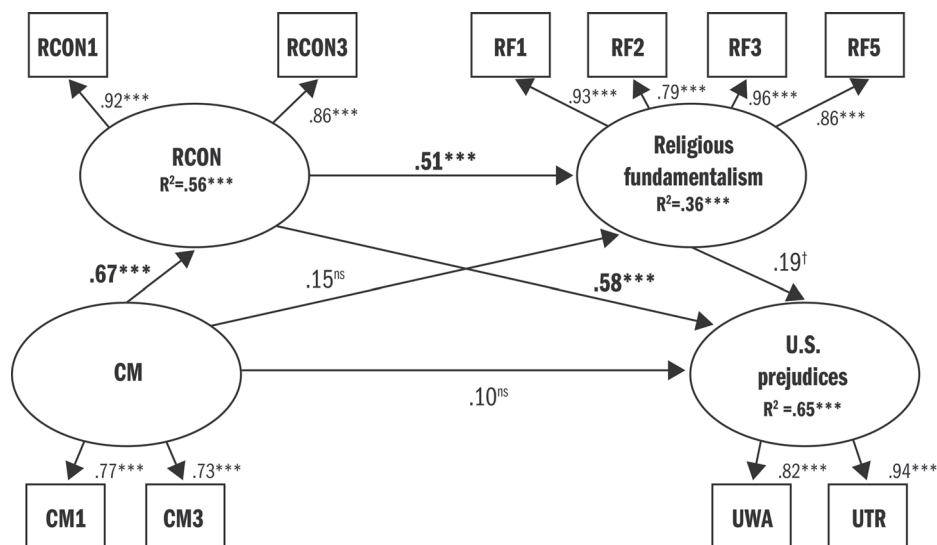 RCON1
RCON3
RF1
RF2
RF3
RF5
.92***
.86***
.93***
.79***
.96***
.86***
RCON
R²=.56***
.51***
Religious
fundamentalism
R²=.36***
.67***
.15ns
.58***
.19†
CM
.10ns
U.S.
prejudices
R² =.65***
.77***
.73***
.82***
.94***
CM1
CM3
UWA
UTR